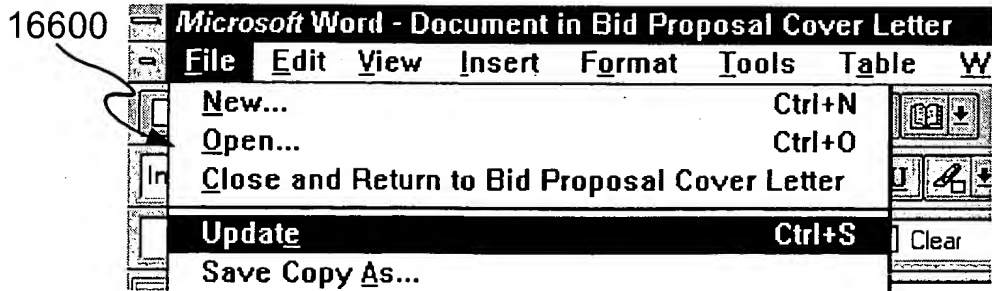 16600
Microsoft Word - Document in Bid Proposal Cover Letter
File Edit View Insert Format Tools Table W
New... Ctrl+N
Open... Ctrl+O
In
Close and Return to Bid Proposal Cover Letter U
Update Ctrl+S Clear
Save Copy As...